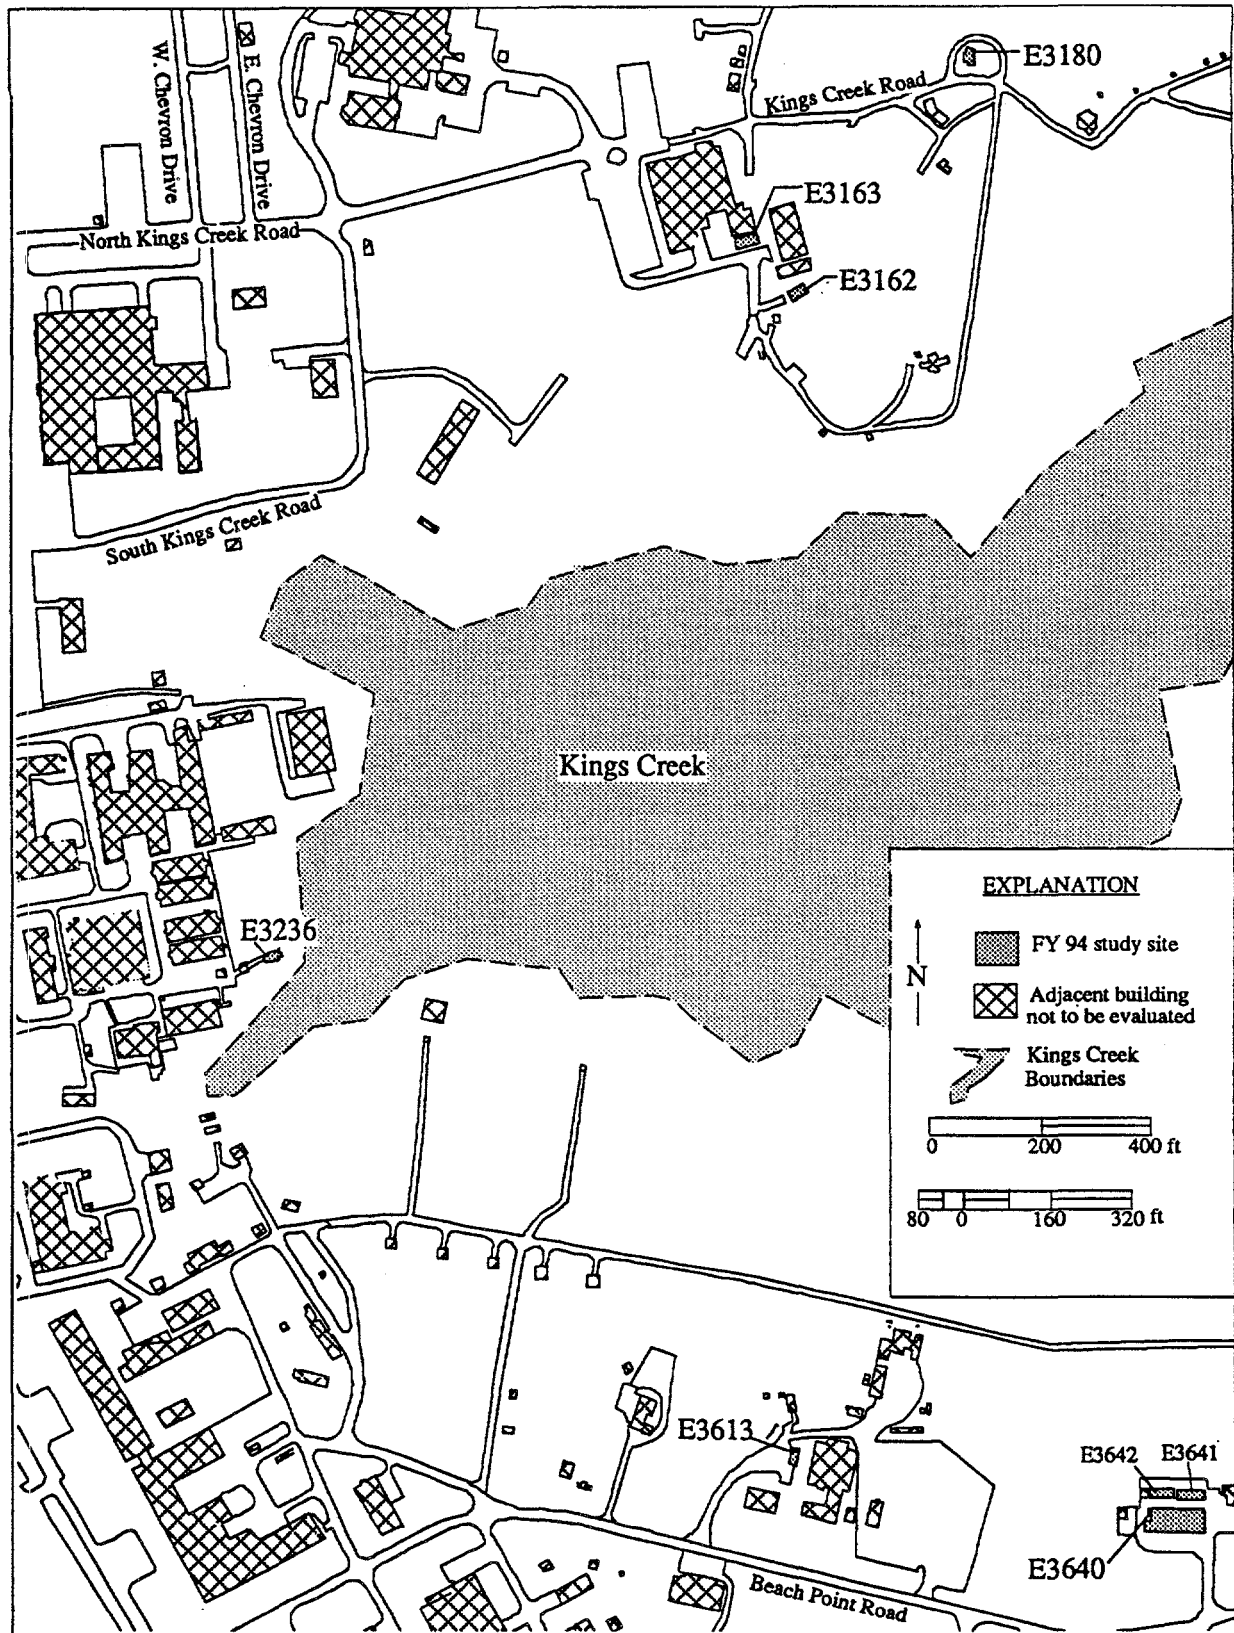 E3180
Kings Creek Road
W. Chevron Drive
E. Chevron Drive
E3163
North Kings Creek Road
E3162
South Kings Creek Road
Kings Creek
EXPLANATION
E3236
FY 94 study site
N
Adjacent building
not to be evaluated
Kings Creek
Boundaries
0 200 400 ft
80 0 160 320 ft
E3613
E3642 E3641
E3640
Beach Point Road